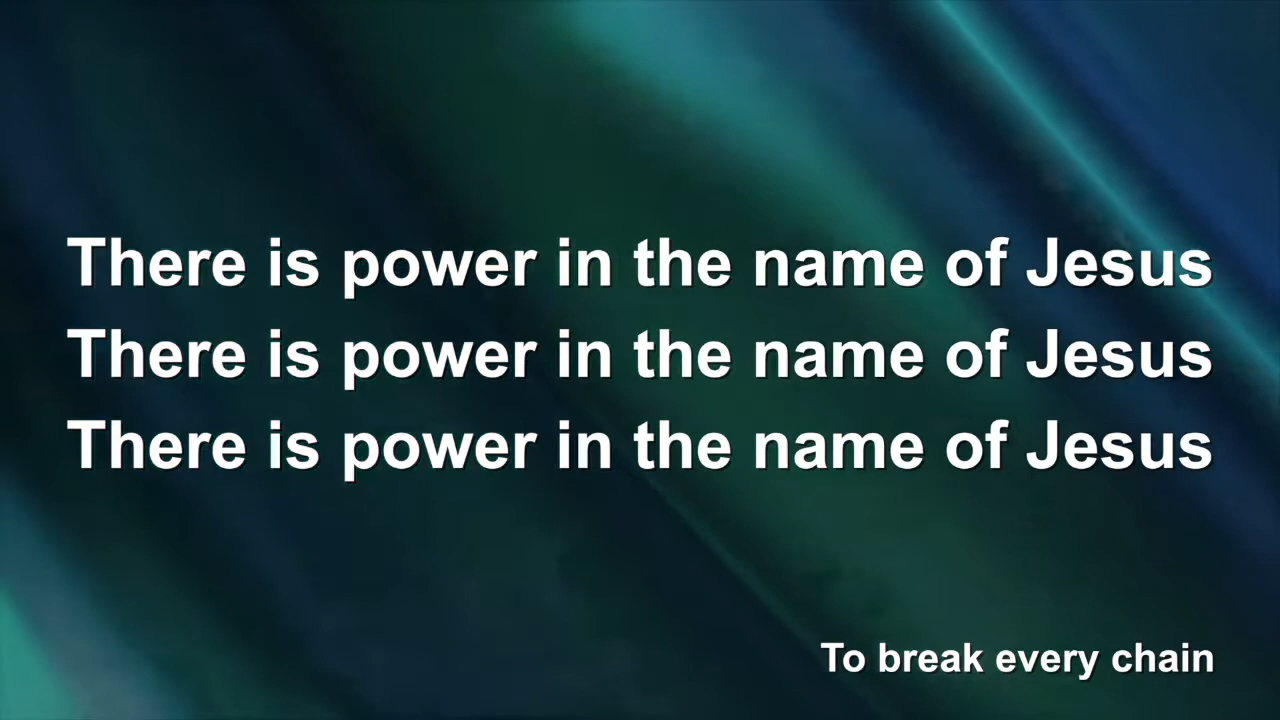 There is power in the name of Jesus
There is power in the name of Jesus
There is power in the name of Jesus
To break every chain